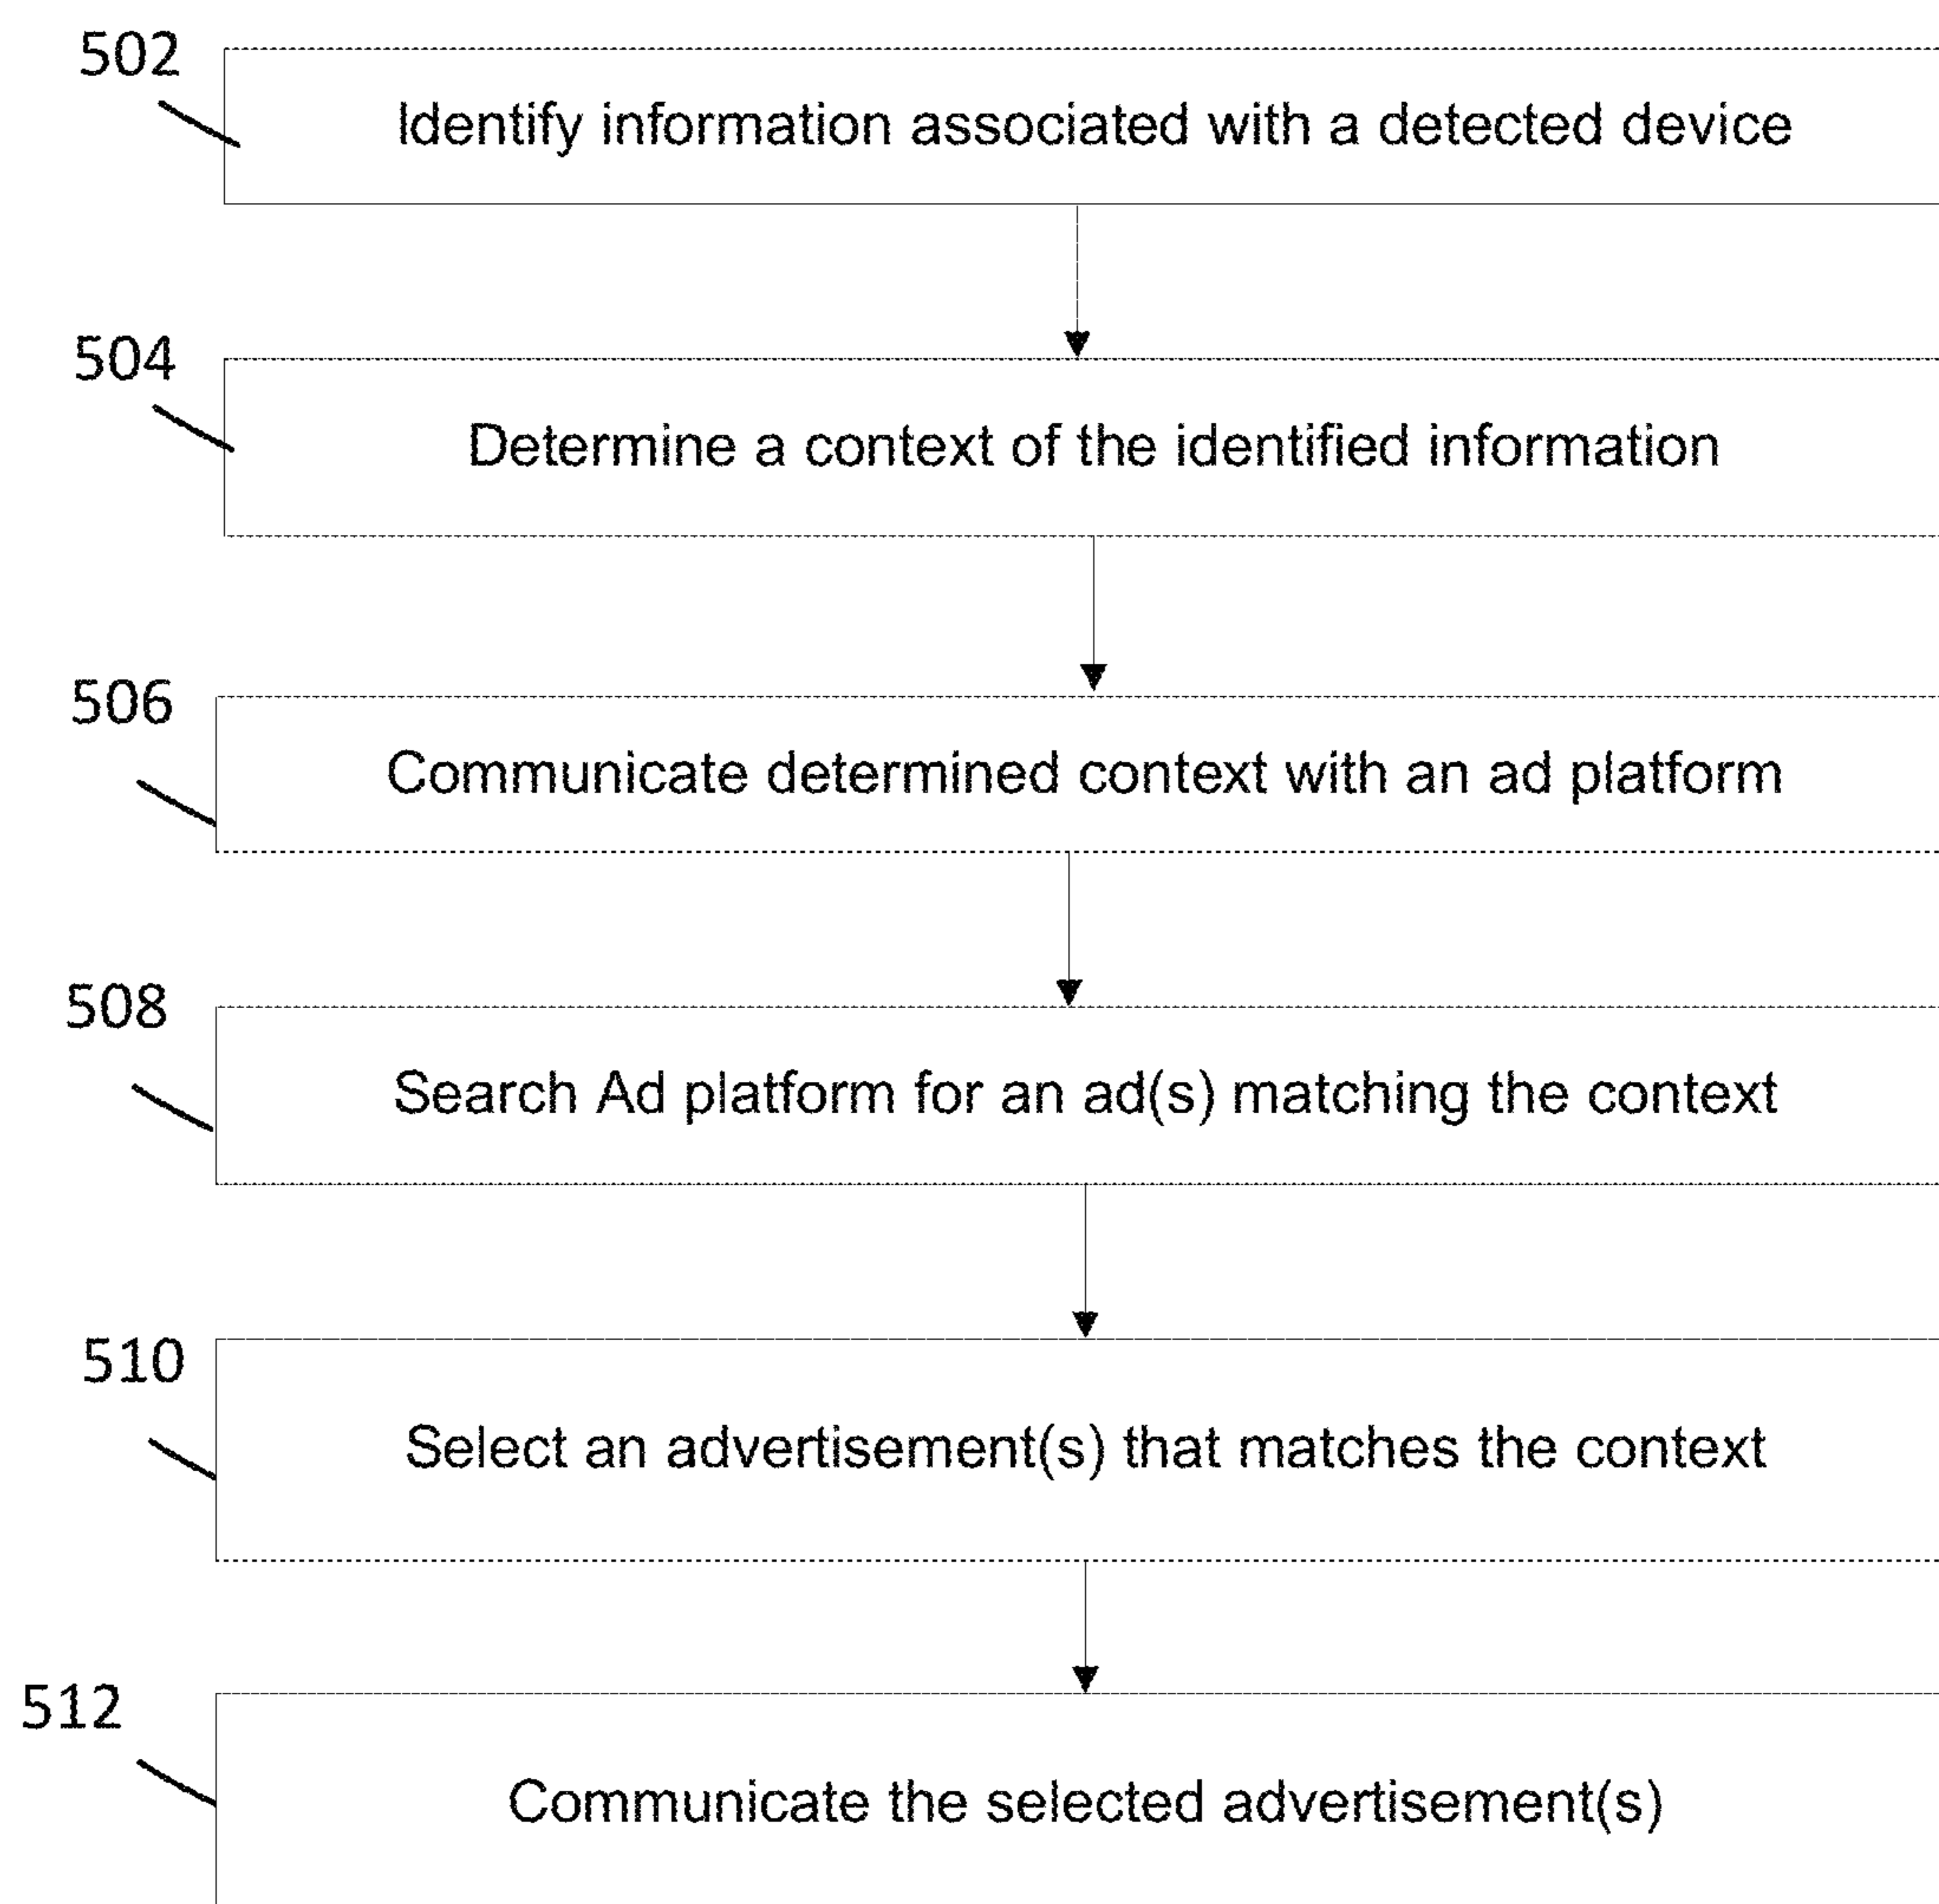 502
Identify information associated with a detected device
504
Determine a context of the identified information
506
Communicate determined context with an ad platform
508
Search Ad platform for an ad(s) matching the context
510
Select an advertisement(s) that matches the context
512
Communicate the selected advertisement(s)